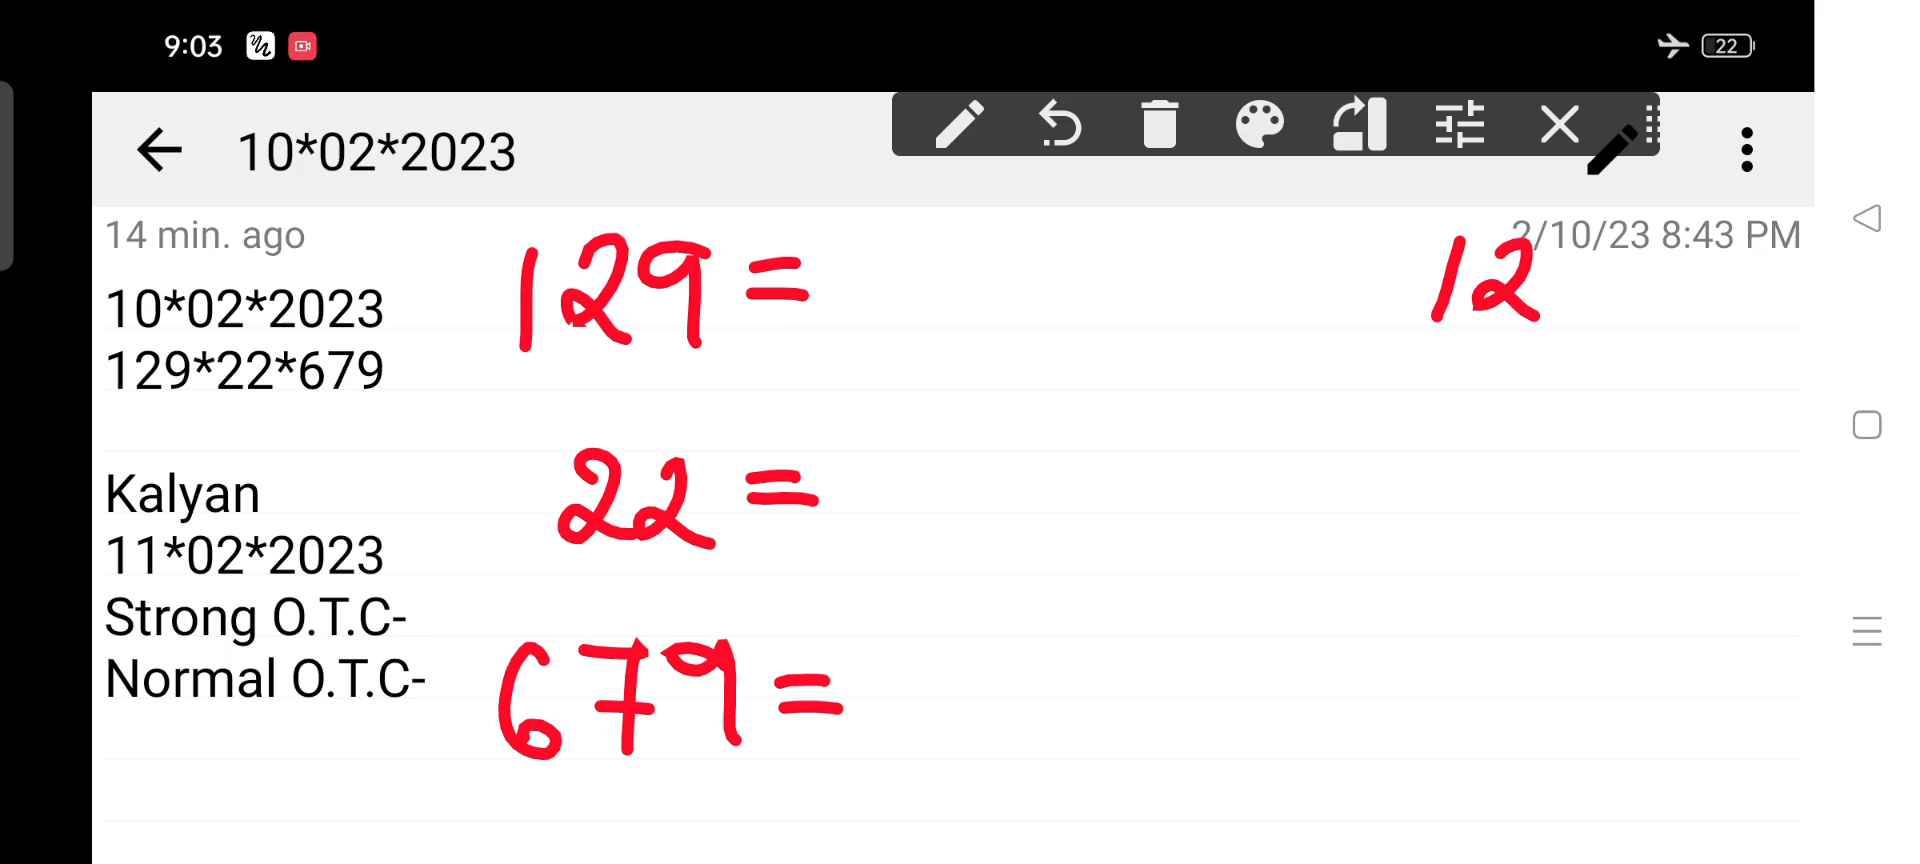 9:03
22
10*02*2023
14 min. ago
2/10/23 8:43 PM
129=
12
10*02*2023
129*22*679
22=
Kalyan
11*02*2023
Strong O.T.C-
Normal O.T.C-
679=